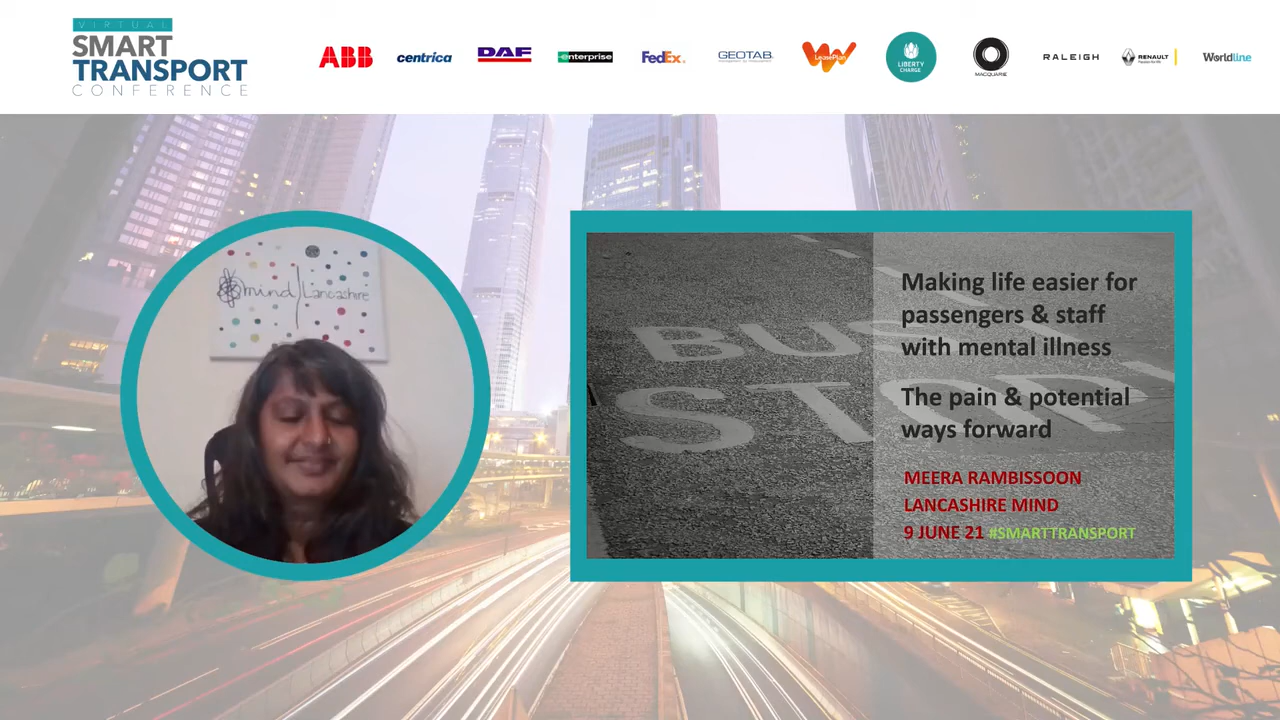 VIRTUAL
SMART
TRANSPORT
CONFERENCE
ABB
centrica
DAF
enterprise
FedEx
GEOTAB
LeasePlan
LIBERTY
CHARGE
MACQUARIE
RALEIGH
RENAULT
Worldline
mind Lancashire
BUS
STOP
Making life easier for
passengers & staff
with mental illness
The pain & potential
ways forward
MEERA RAMBISSOON
LANCASHIRE MIND
9 JUNE 21 #SMARTTRANSPORT